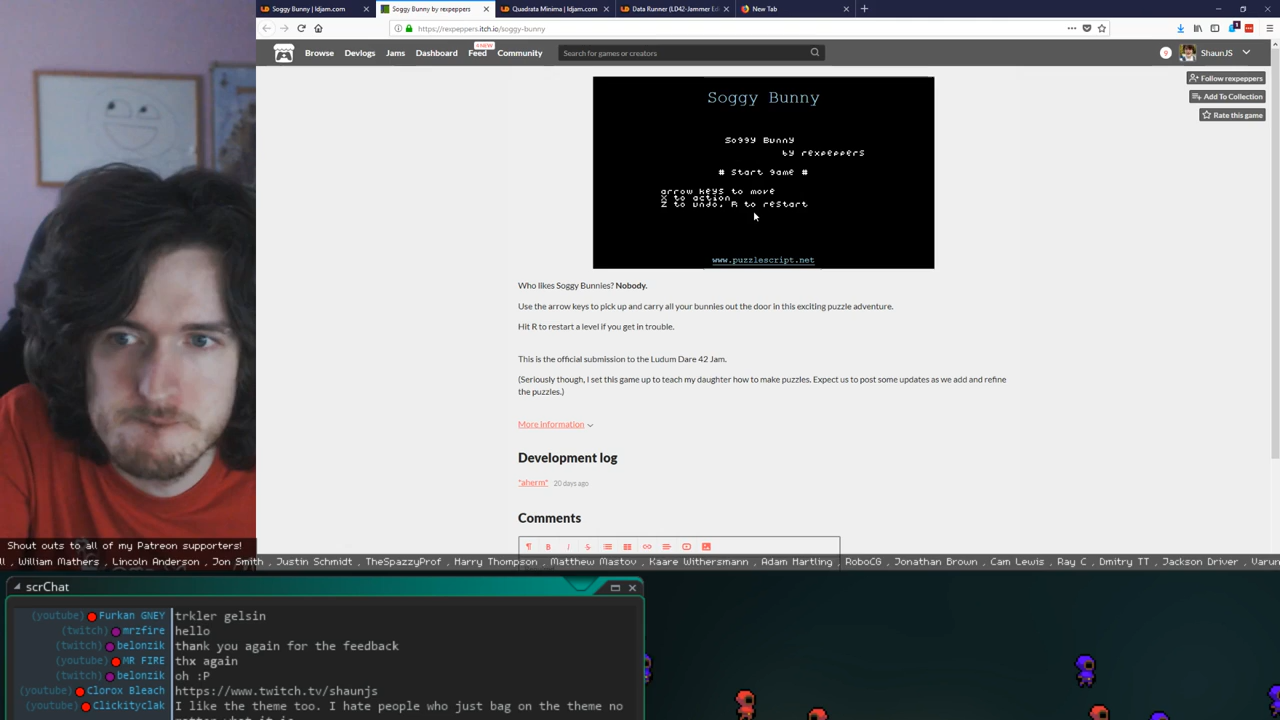 Soggy Bunny | ldjam.com
Soggy Bunny by rexpeppers
Quadrata Minima | ldjam.com
Data Runner (LD42-Jammer E
New Tab
https://rexpeppers.itch.io/soggy-bunny
Browse Devlogs Jams Dashboard Feed Community
4 NEW
Search for games or creators
9
ShaunJS
Follow rexpeppers
Add To Collection
Rate this game
Soggy Bunny
Soggy Bunny
by rexpeppers
# Start game #
arrow keys to move
X to action
Z to undo, R to restart
www.puzzlescript.net
Who likes Soggy Bunnies? Nobody.
Use the arrow keys to pick up and carry all your bunnies out the door in this exciting puzzle adventure.
Hit R to restart a level if you get in trouble.
This is the official submission to the Ludum Dare 42 Jam.
(Seriously though, I set this game up to teach my daughter how to make puzzles. Expect us to post some updates as we add and refine
the puzzles.)
More information
Development log
"aherm" 20 days ago
Comments
Shout outs to all of my Patreon supporters!
ll , William Mathers , Lincoln Anderson , Jon Smith , Justin Schmidt , TheSpazzyProf , Harry Thompson , Matthew Mastov , Kaare Withersmann , Adam Hartling , RoboCG , Jonathan Brown , Cam Lewis , Ray C , Dmitry TT , Jackson Driver , Varun
scrChat
(youtube) Furkan GNEY trkler gelsin
(twitch) mrzfire hello
(twitch) belonzik thank you again for the feedback
(youtube) MR FIRE thx again
(twitch) belonzik oh :P
(youtube) Clorox Bleach https://www.twitch.tv/shaunjs
(youtube) Clickityclak I like the theme too. I hate people who just bag on the theme no
matter what it is